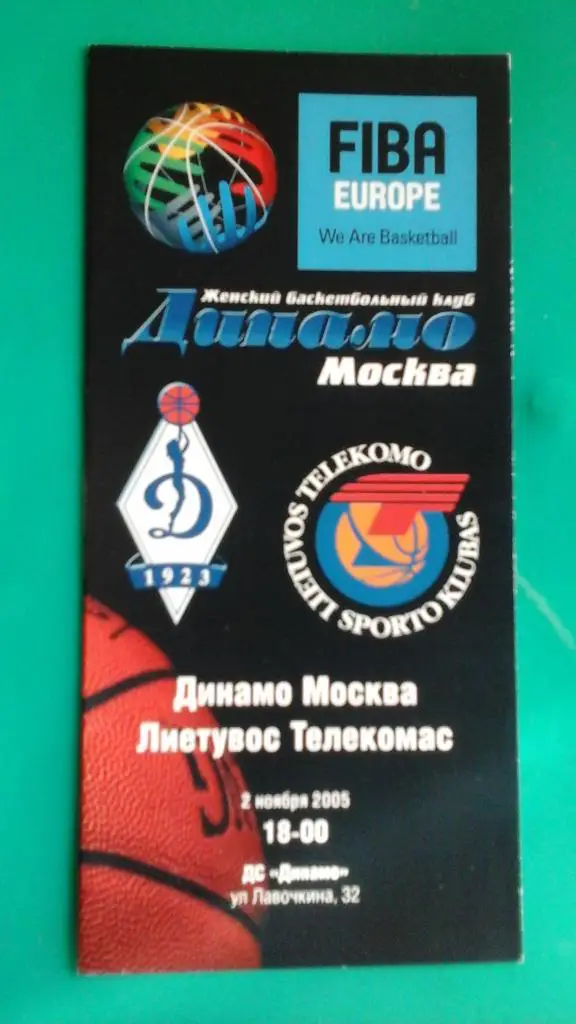 FIBA
EUROPE
We Are Basketball
Женский баскетбольный клуб
Динамо
Москва
Д
1923
LIETUVOS TELEKOMO
SPORTO KLUBAS
Динамо Москва
Лиетувос Телекомас
2 ноября 2005
18-00
ДС «Динамо»
ул Лавочкина, 32